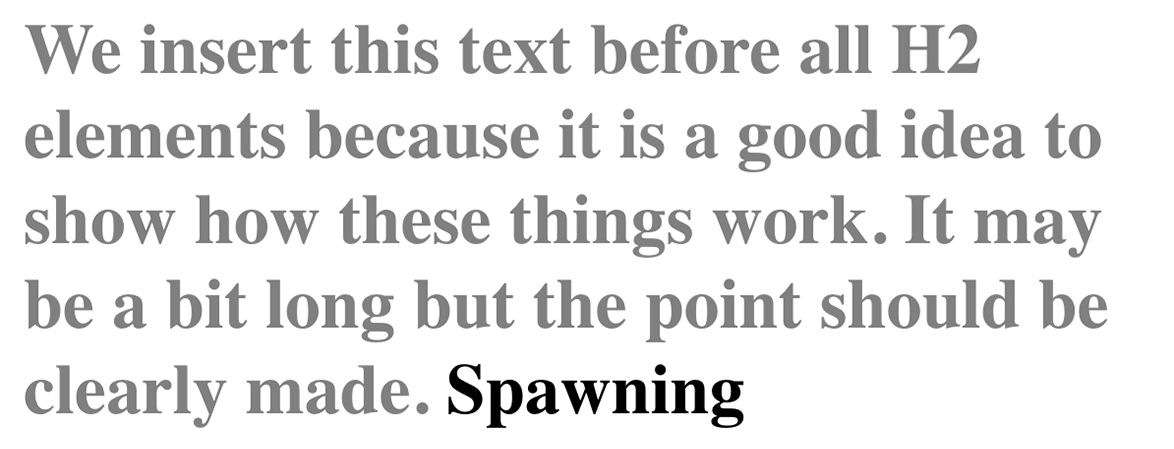 We insert this text before all H2
elements because it is a good idea to
show how these things work. It may
be a bit long but the point should be
clearly made. Spawning